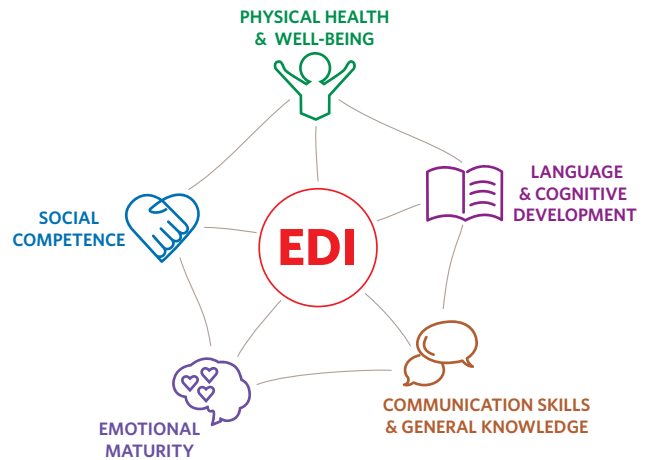 PHYSICAL HEALTH
& WELL-BEING
LANGUAGE
& COGNITIVE
DEVELOPMENT
SOCIAL
COMPETENCE
EDI
COMMUNICATION SKILLS
& GENERAL KNOWLEDGE
EMOTIONAL
MATURITY